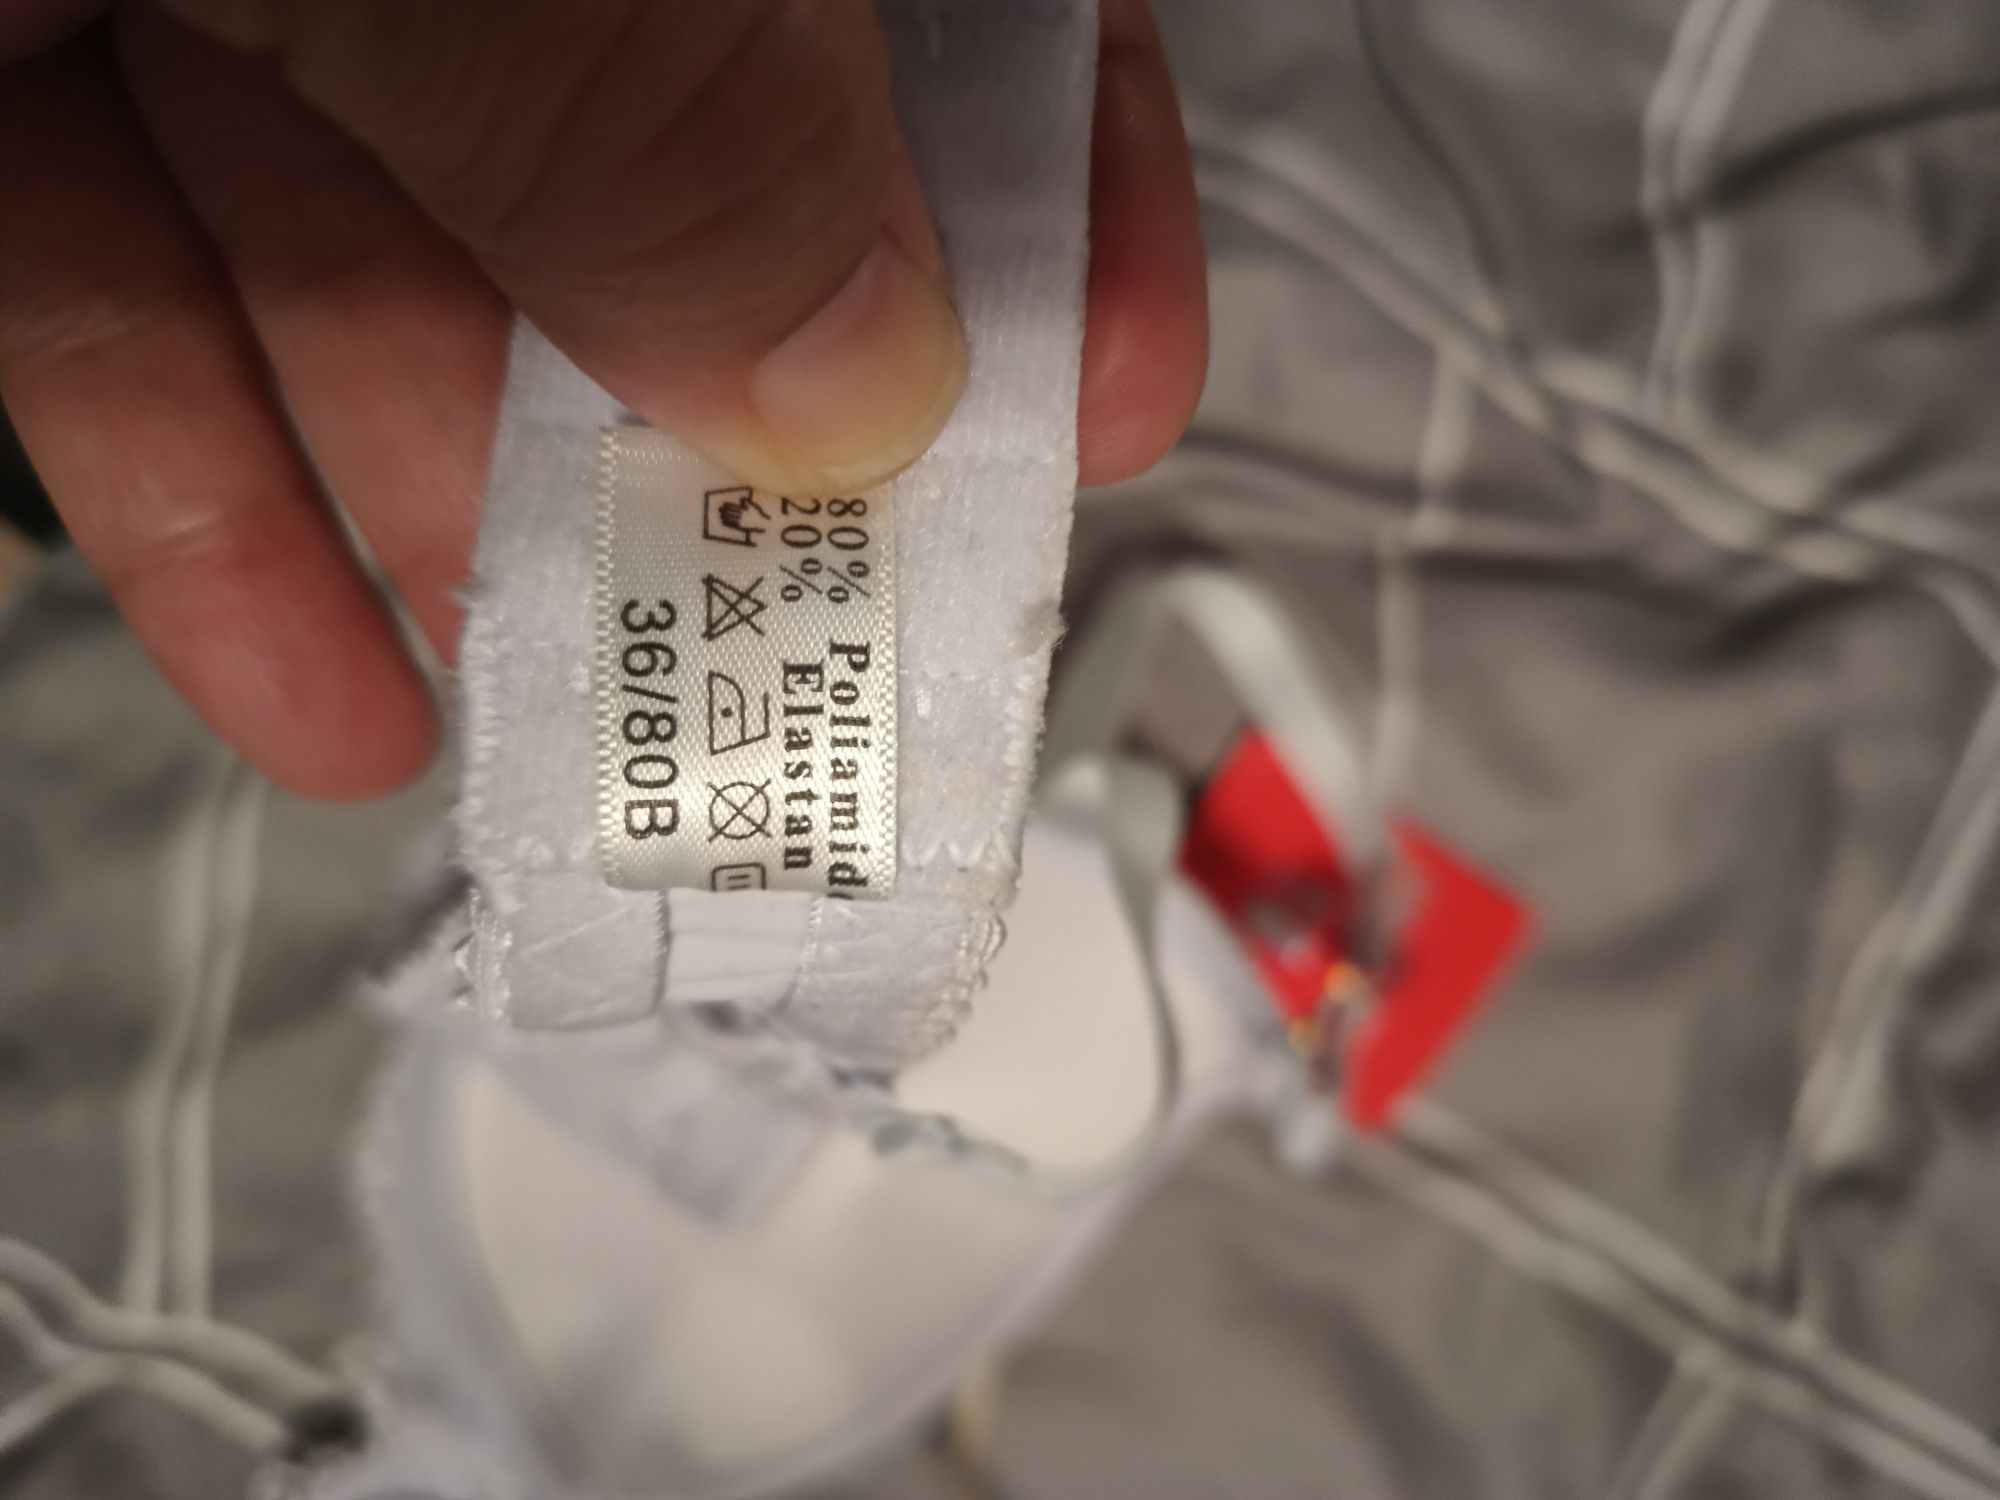 80% Poliamid
20% Elastan
36/80B